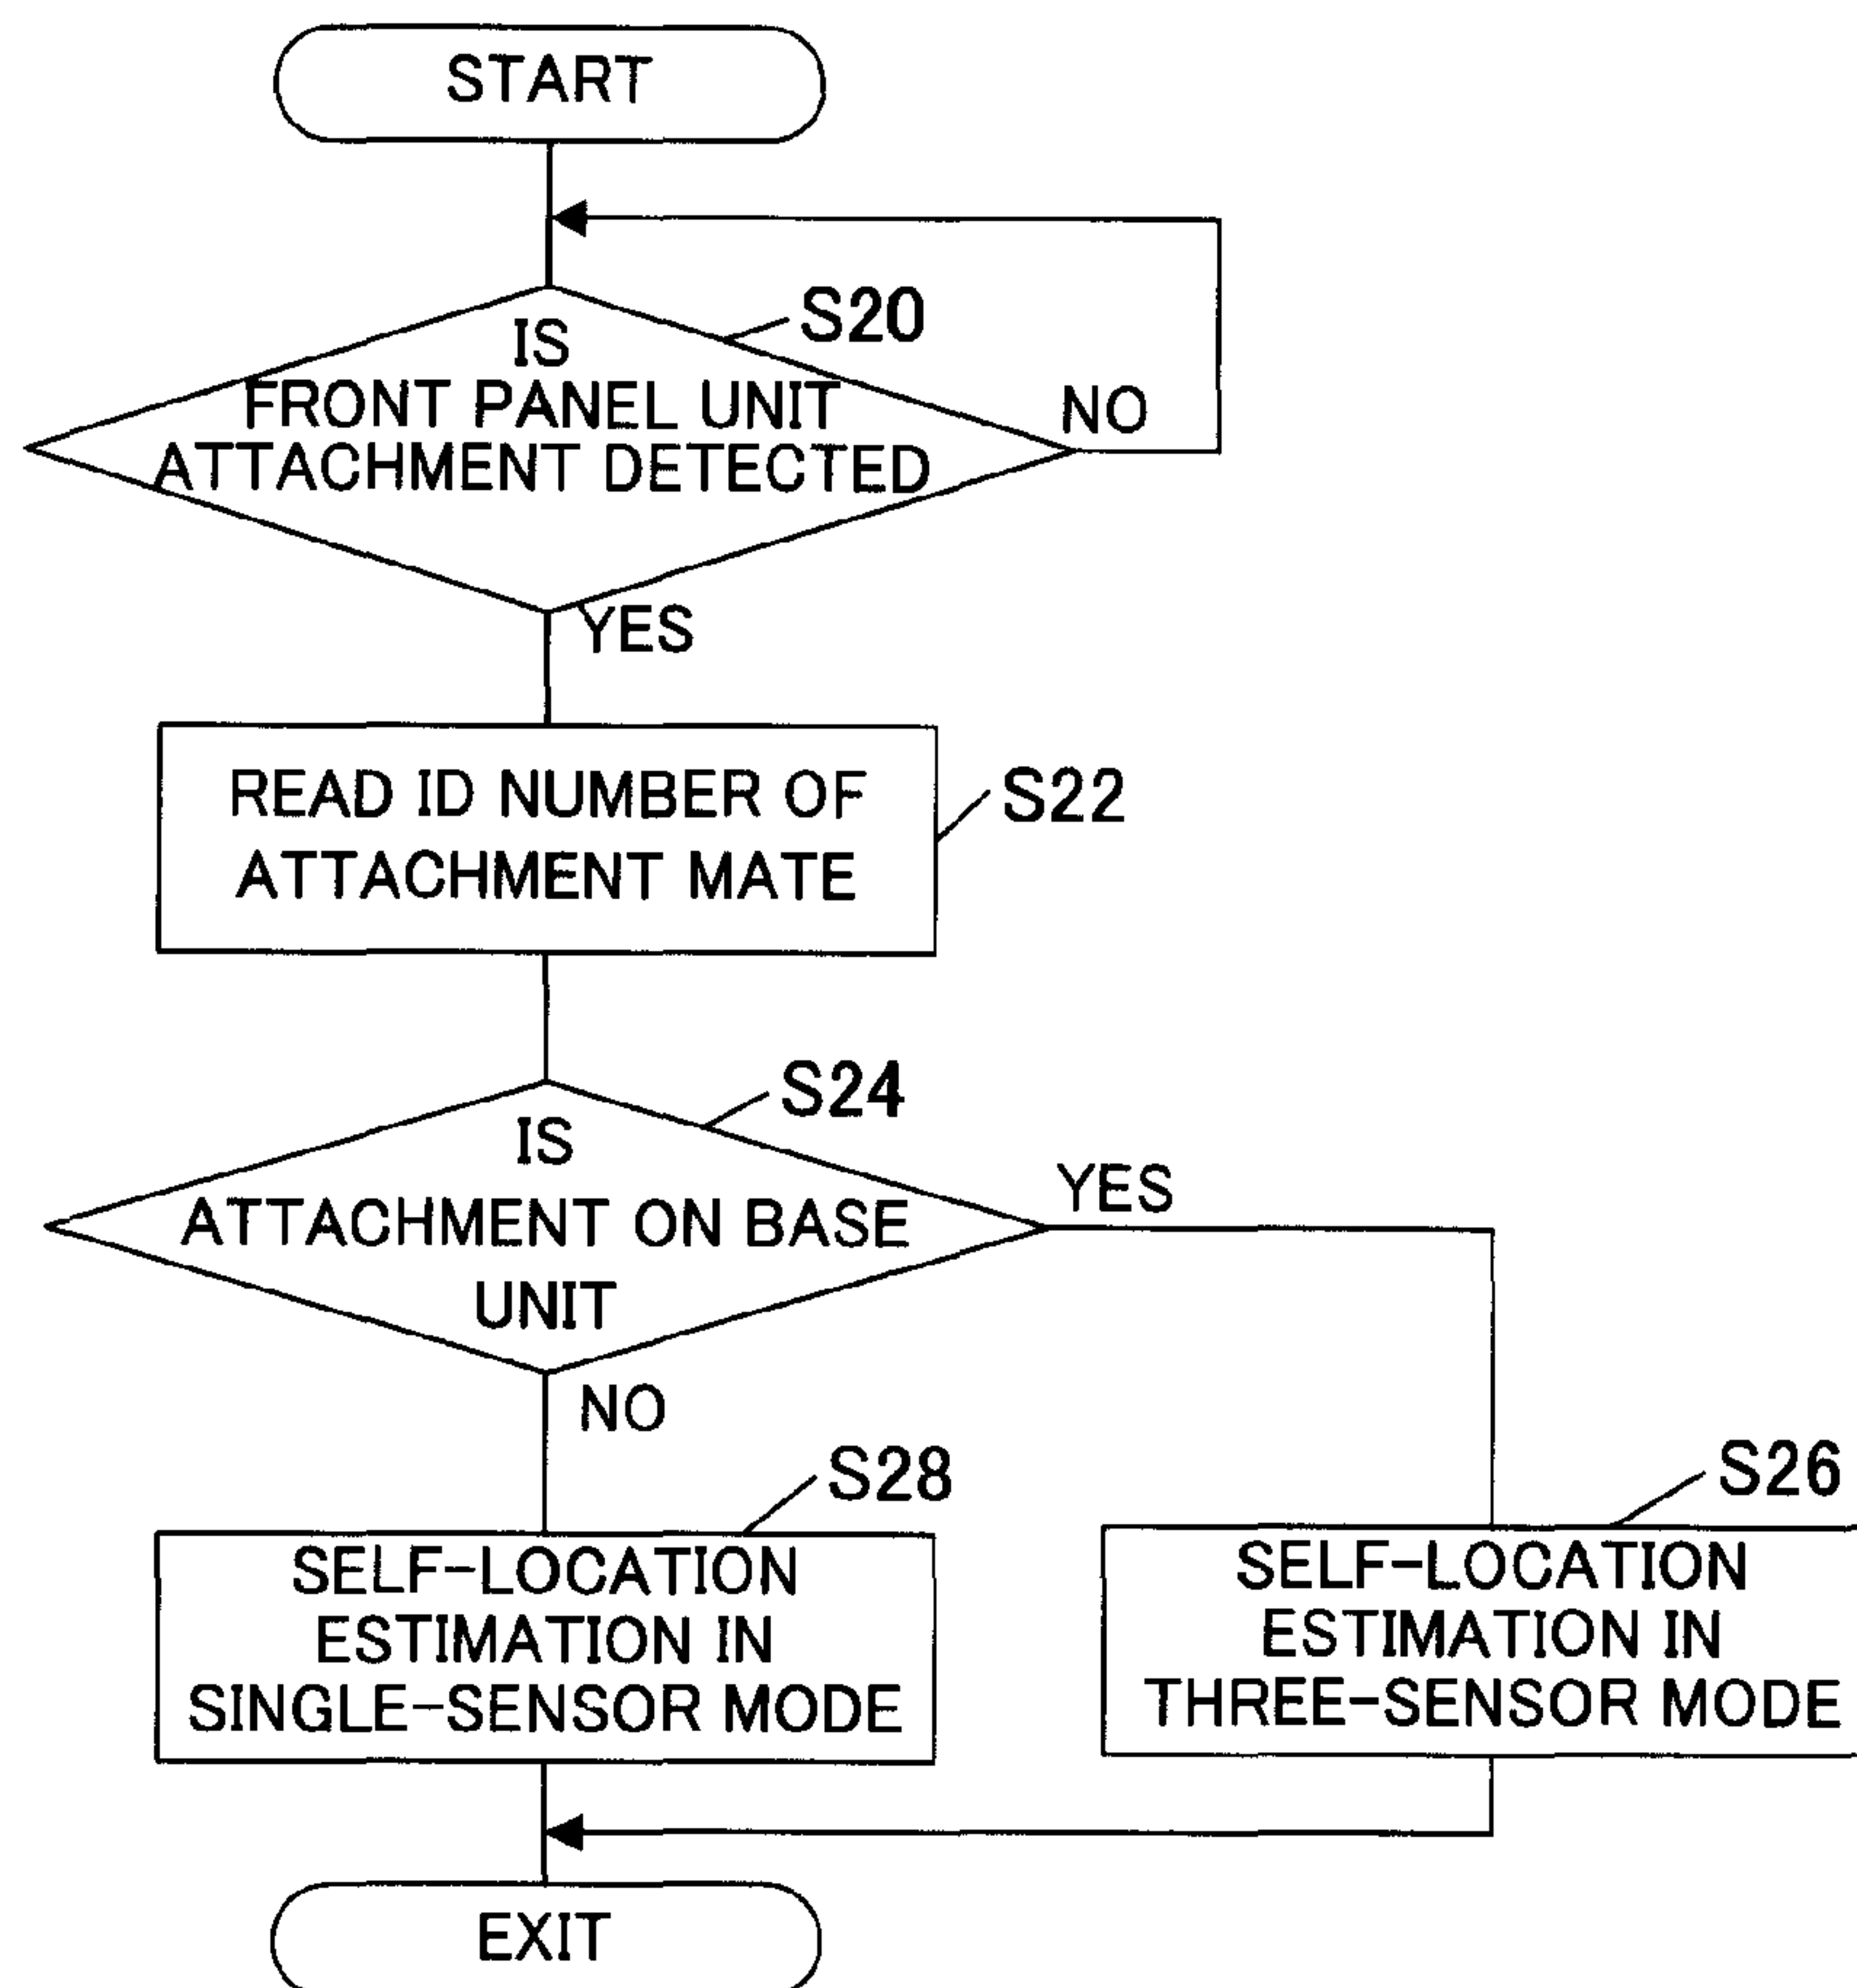 START
S20
IS
FRONT PANEL UNIT
ATTACHMENT DETECTED
NO
YES
READ ID NUMBER OF
ATTACHMENT MATE
S22
S24
IS
ATTACHMENT ON BASE
UNIT
YES
NO
S28
SELF-LOCATION
ESTIMATION IN
SINGLE-SENSOR MODE
S26
SELF-LOCATION
ESTIMATION IN
THREE-SENSOR MODE
EXIT